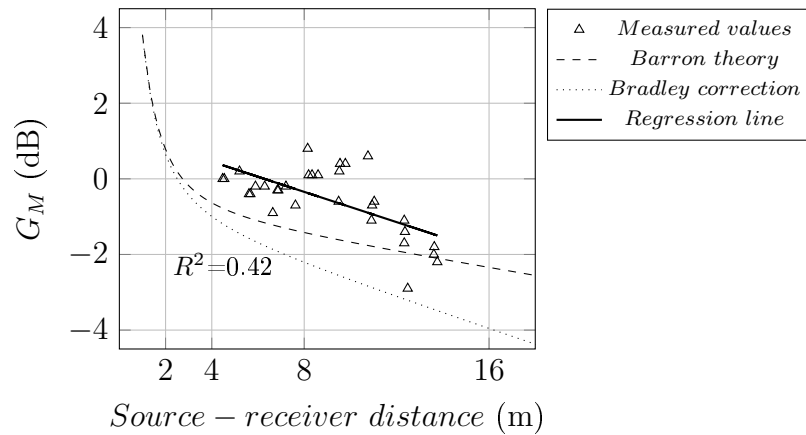 4
2
0
−2
−4
G_M (dB)
R²=0.42
2 4 8 16
Source − receiver distance (m)
Measured values
Barron theory
Bradley correction
Regression line